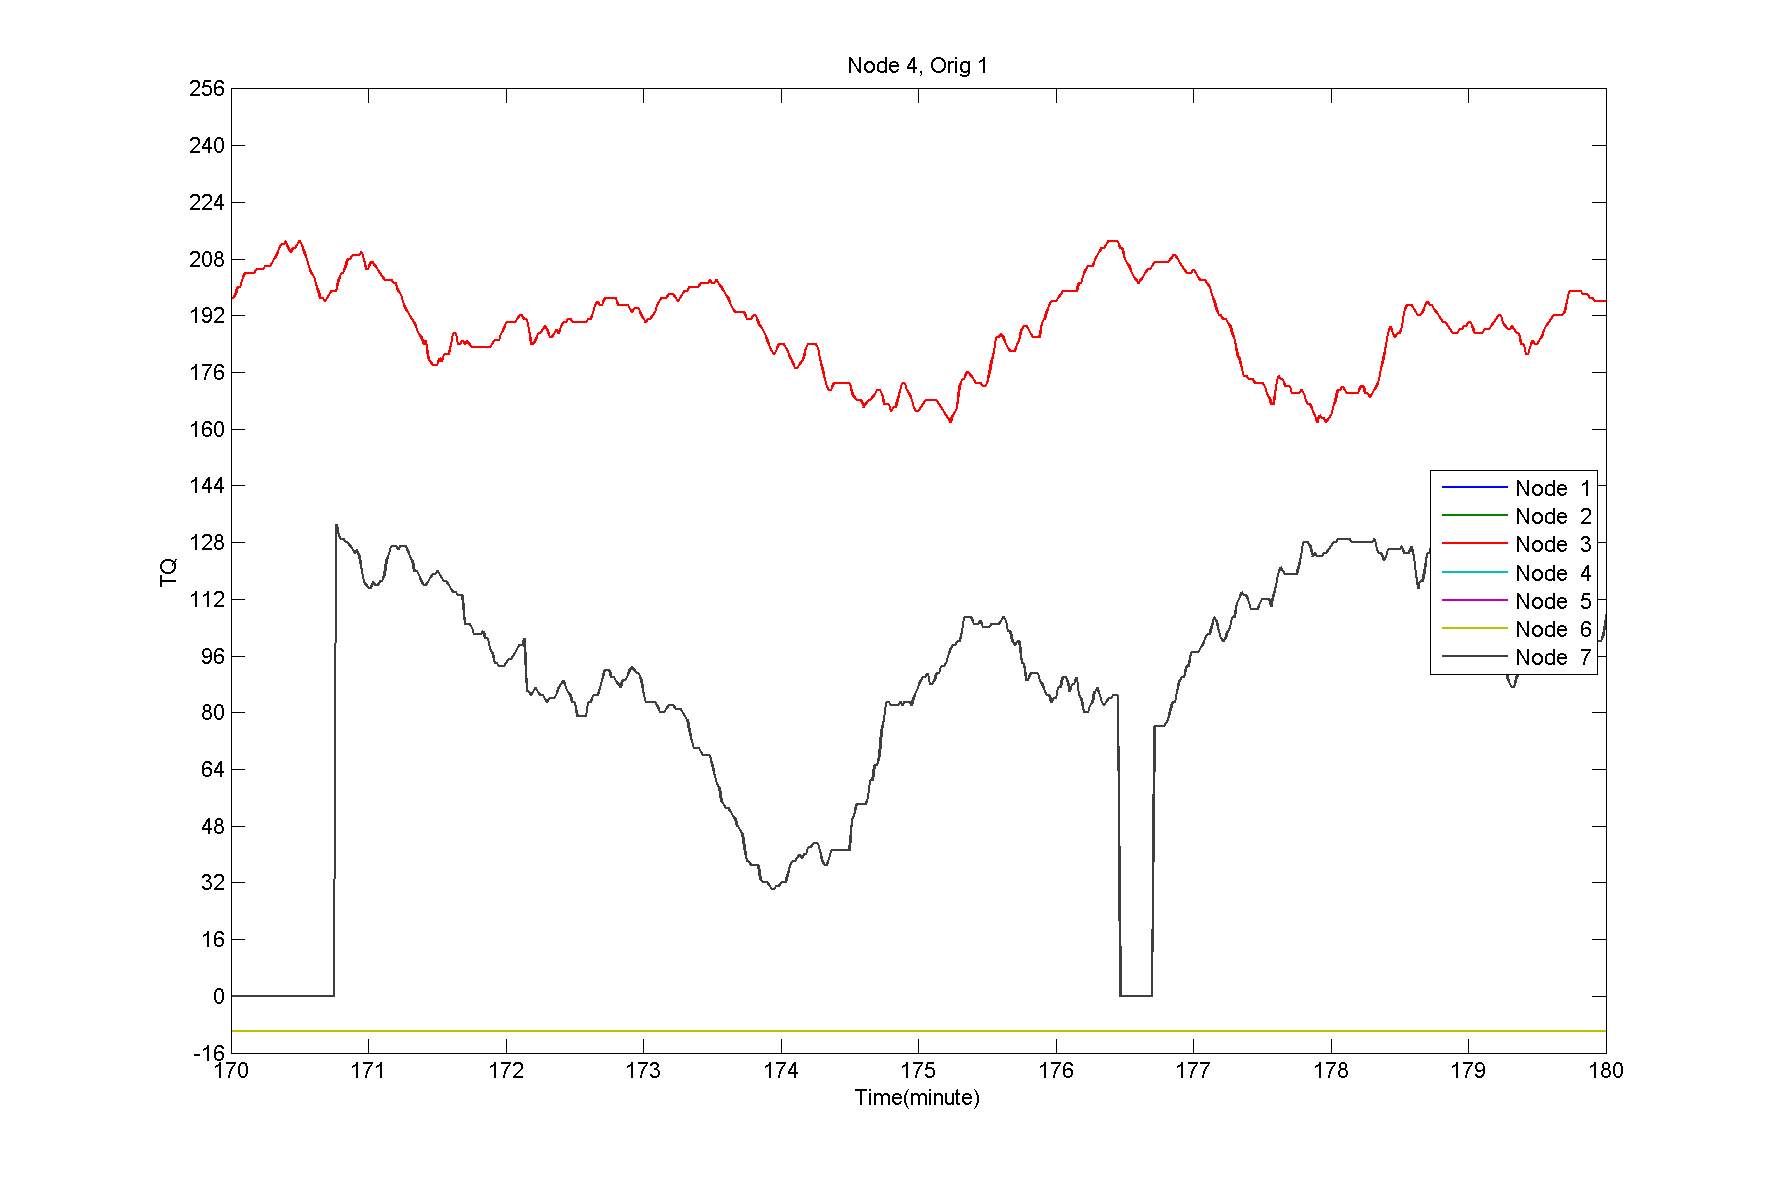 Node 4, Orig 1
256
240
224
208
192
176
160
144
128
112
96
80
64
48
32
16
0
-16
TQ
Node 1
Node 2
Node 3
Node 4
Node 5
Node 6
Node 7
170 171 172 173 174 175 176 177 178 179 180
Time(minute)